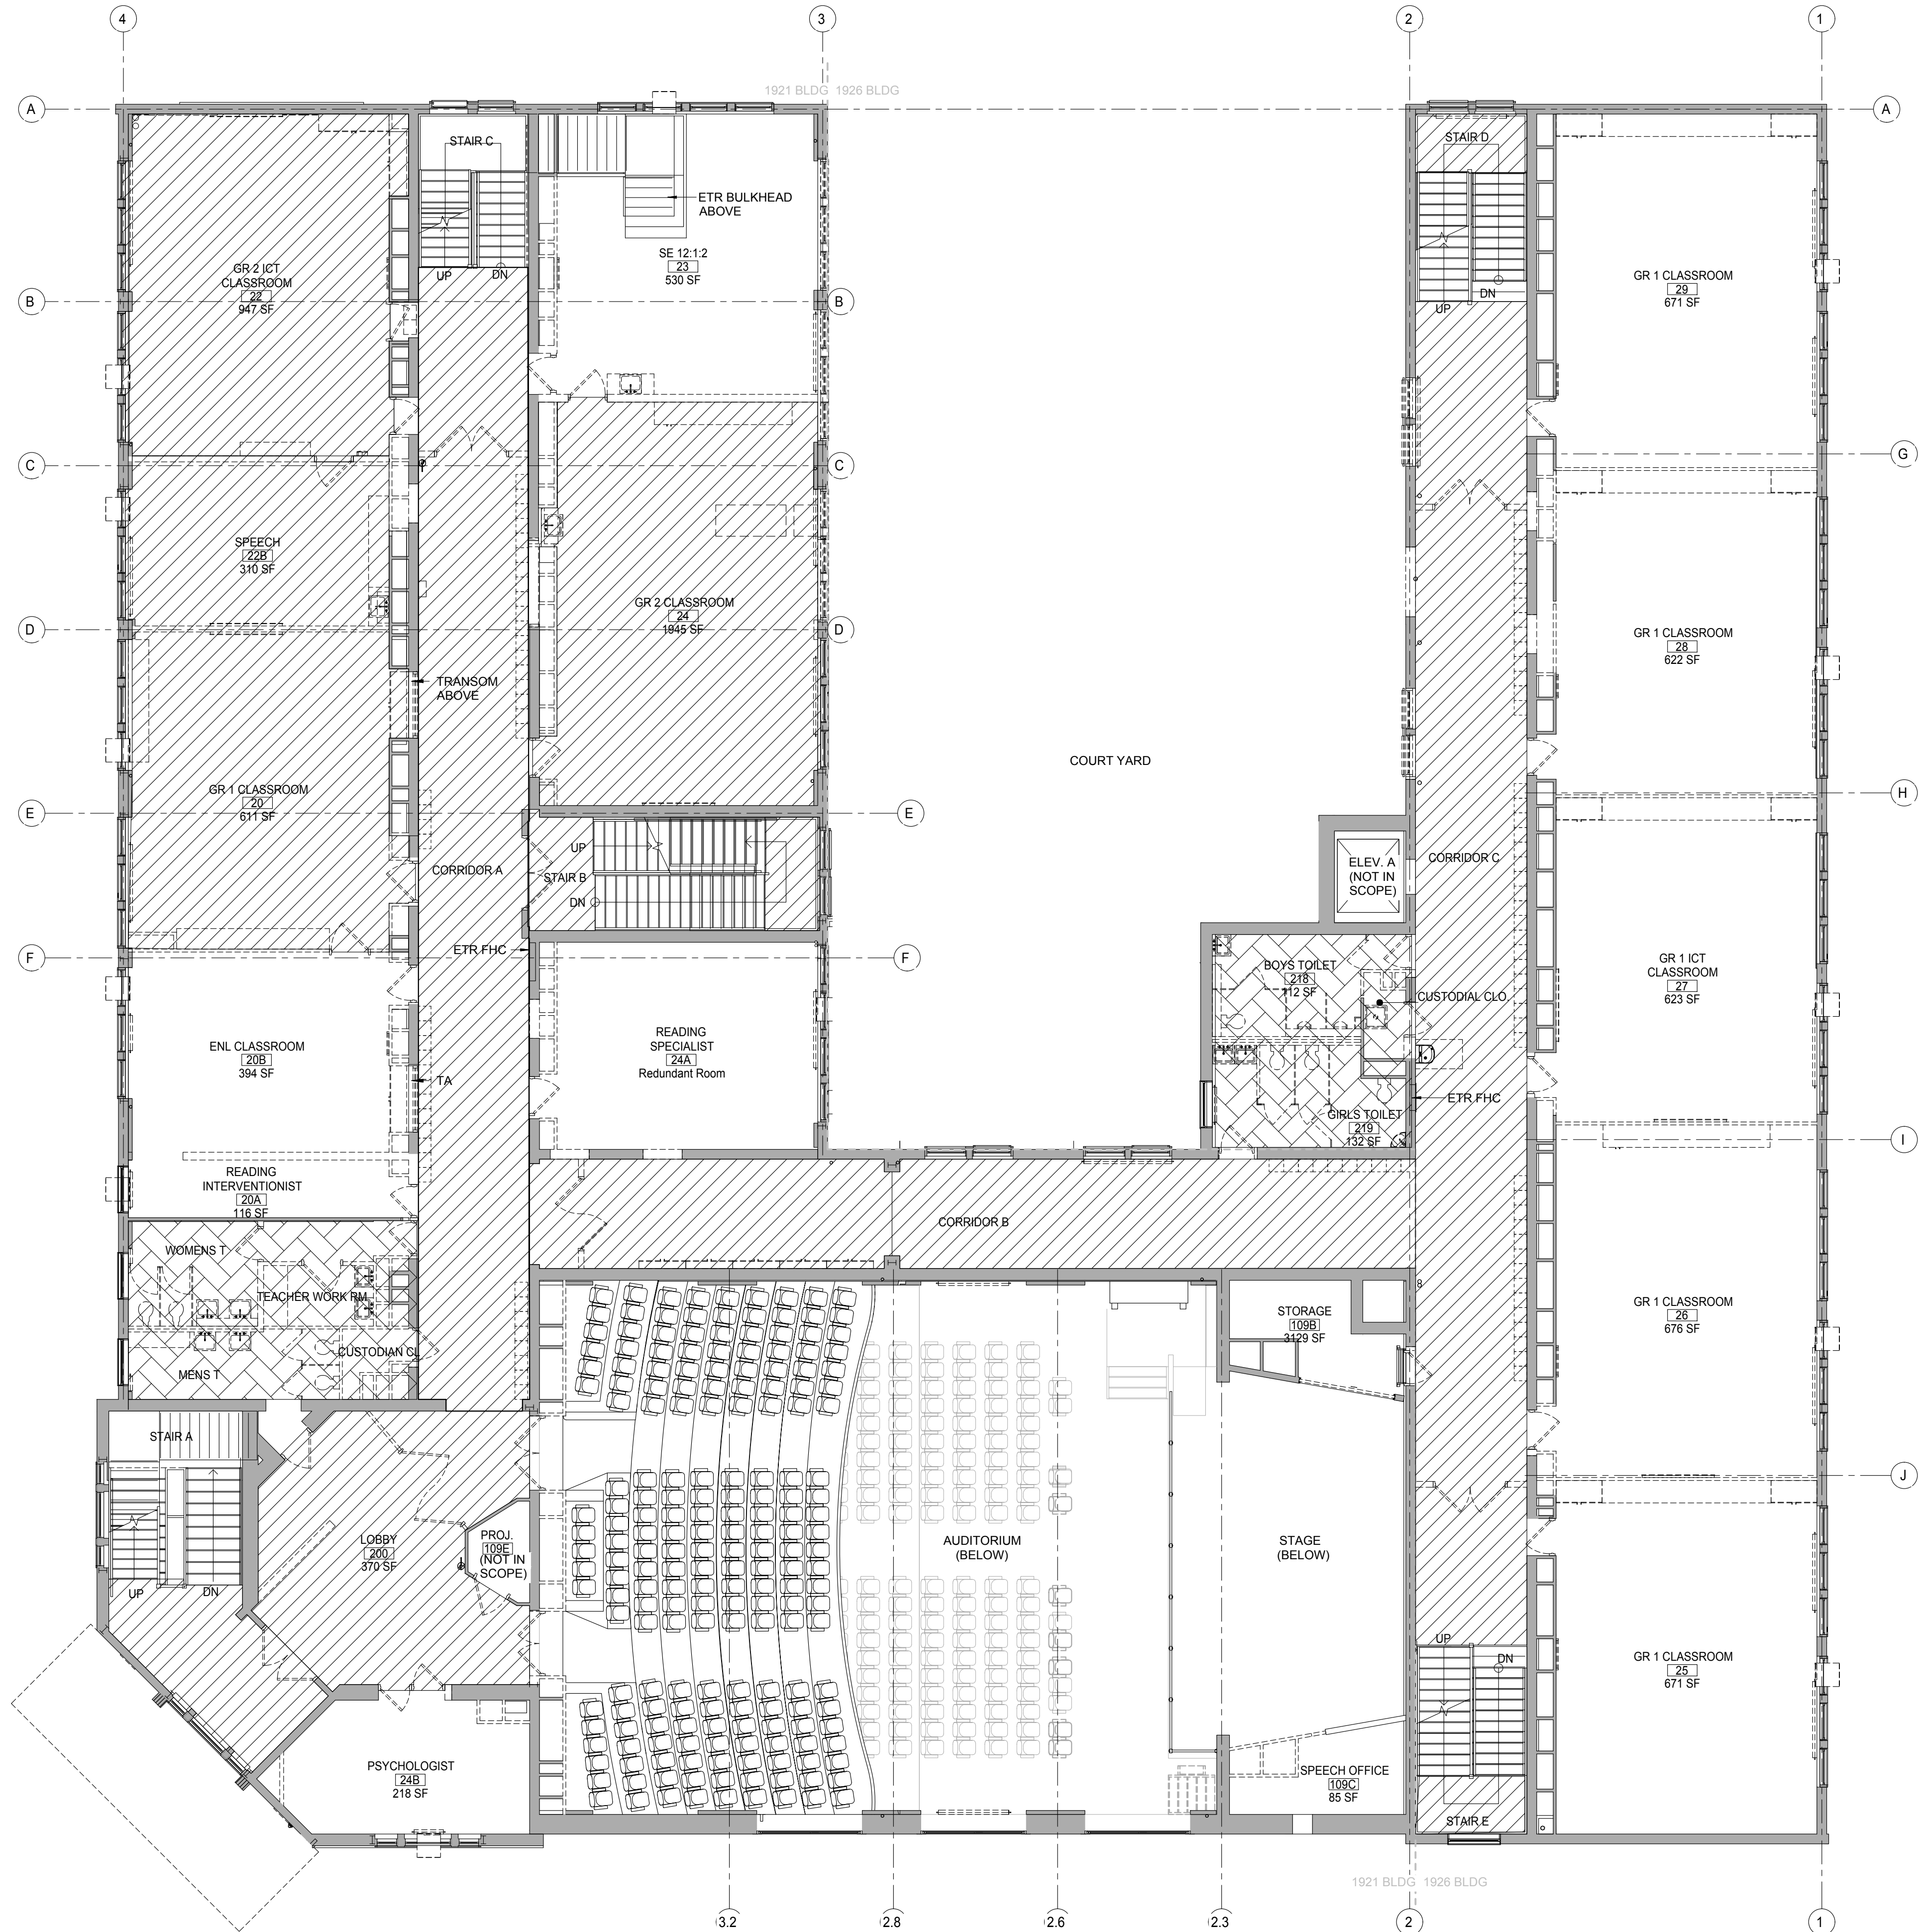 4
3
2
1
1921 BLDG 1926 BLDG
A
A
STAIR C
STAIR D
ETR BULKHEAD
ABOVE
SE 12:1:2
23
530 SF
GR 2 ICT
CLASSROOM
22
947 SF
UP
DN
UP
DN
GR 1 CLASSROOM
29
671 SF
B
B
C
C
G
SPEECH
22B
310 SF
GR 2 CLASSROOM
24
1945 SF
GR 1 CLASSROOM
28
622 SF
D
D
TRANSOM
ABOVE
COURT YARD
GR 1 CLASSROOM
20
611 SF
E
E
H
CORRIDOR A
UP
STAIR B
DN
ELEV. A
(NOT IN
SCOPE)
CORRIDOR C
ETR FHC
F
F
BOYS TOILET
218
112 SF
CUSTODIAL CLO.
GR 1 ICT
CLASSROOM
27
623 SF
ENL CLASSROOM
20B
394 SF
READING
SPECIALIST
24A
Redundant Room
TA
ETR FHC
GIRLS TOILET
219
132 SF
I
READING
INTERVENTIONIST
20A
116 SF
CORRIDOR B
WOMENS T
TEACHER WORK RM
CUSTODIAN CL
MENS T
STORAGE
109B
3129 SF
GR 1 CLASSROOM
26
676 SF
STAIR A
J
LOBBY
200
370 SF
PROJ.
109E
(NOT IN
SCOPE)
AUDITORIUM
(BELOW)
STAGE
(BELOW)
UP
DN
UP
DN
GR 1 CLASSROOM
25
671 SF
PSYCHOLOGIST
24B
218 SF
SPEECH OFFICE
109C
85 SF
STAIR E
1921 BLDG 1926 BLDG
3.2
2.8
2.6
2.3
2
1